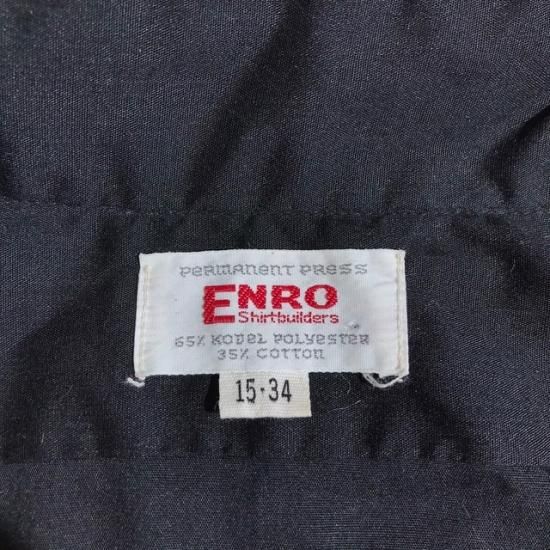 PERMANENT PRESS
ENRO
Shirtbuilders
65% KODEL POLYESTER
35% COTTON
15·34